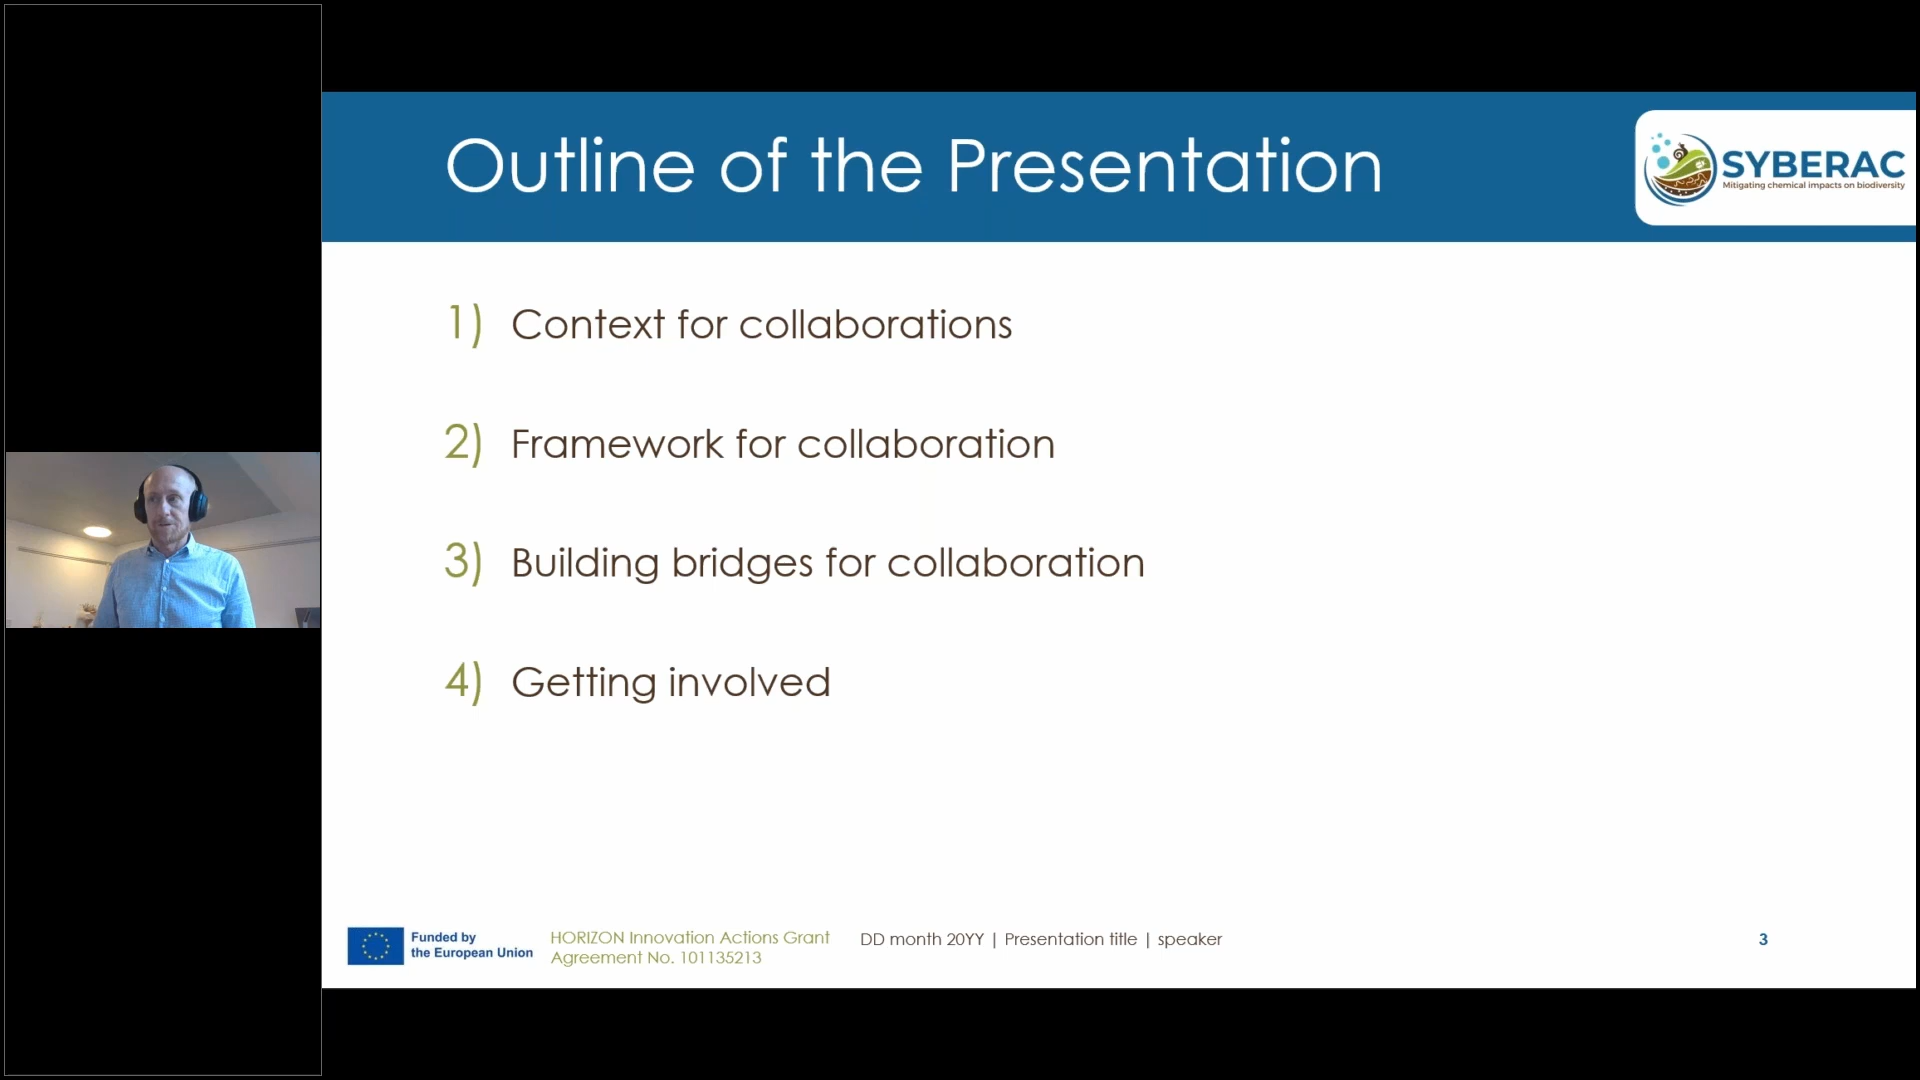 Outline of the Presentation
SYBERAC
Mitigating chemical impacts on biodiversity
1) Context for collaborations
2) Framework for collaboration
3) Building bridges for collaboration
4) Getting involved
Funded by
the European Union
HORIZON Innovation Actions Grant
Agreement No. 101135213
DD month 20YY | Presentation title | speaker
3